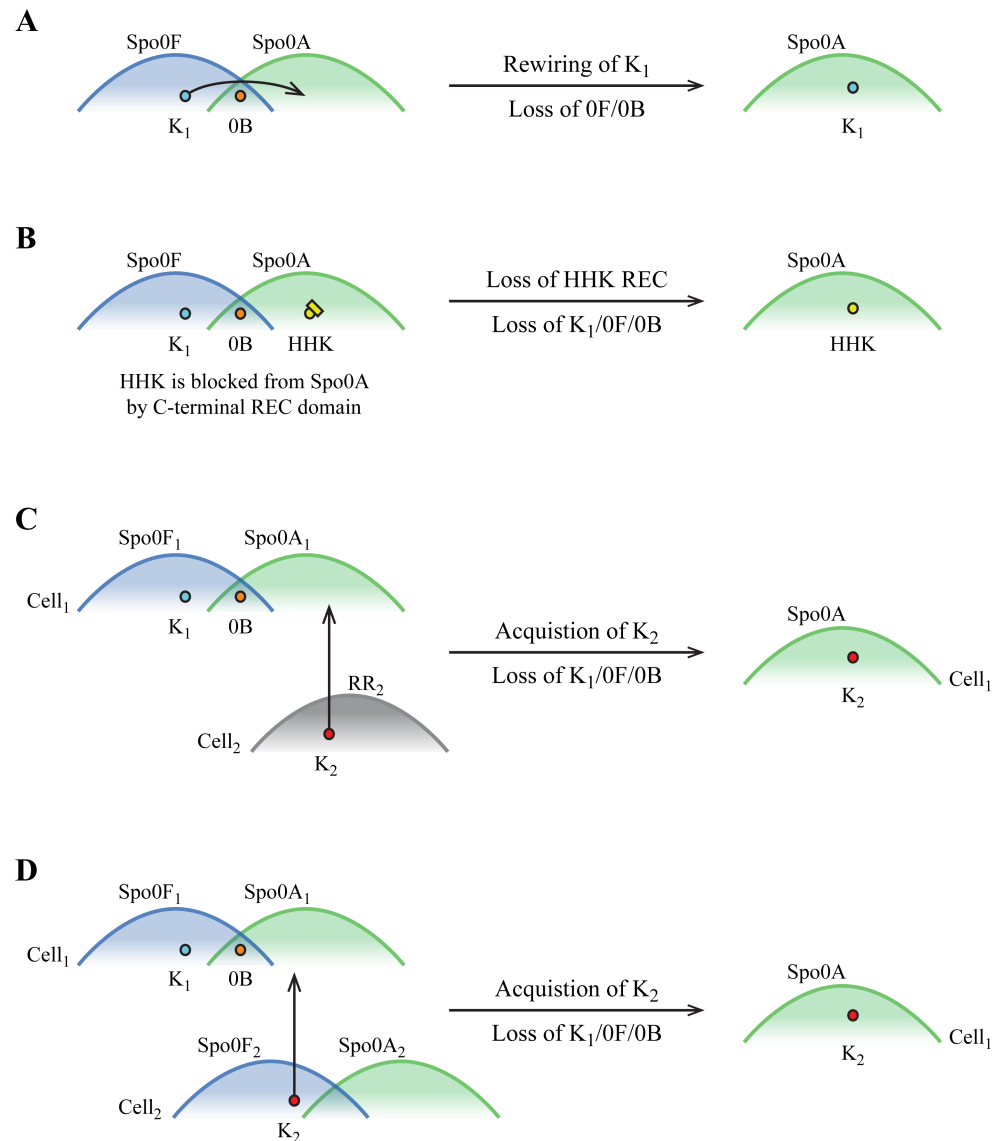 A
Spo0F Spo0A
K1 0B
Rewiring of K1
Loss of 0F/0B
Spo0A
K1
B
Spo0F Spo0A
K1 0B HHK
HHK is blocked from Spo0A
by C-terminal REC domain
Loss of HHK REC
Loss of K1/0F/0B
Spo0A
HHK
C
Spo0F1 Spo0A1
Cell1
K1 0B
RR2
Cell2
K2
Acquistion of K2
Loss of K1/0F/0B
Spo0A
Cell1
K2
D
Spo0F1 Spo0A1
Cell1
K1 0B
Spo0F2 Spo0A2
Cell2
K2
Acquistion of K2
Loss of K1/0F/0B
Spo0A
Cell1
K2